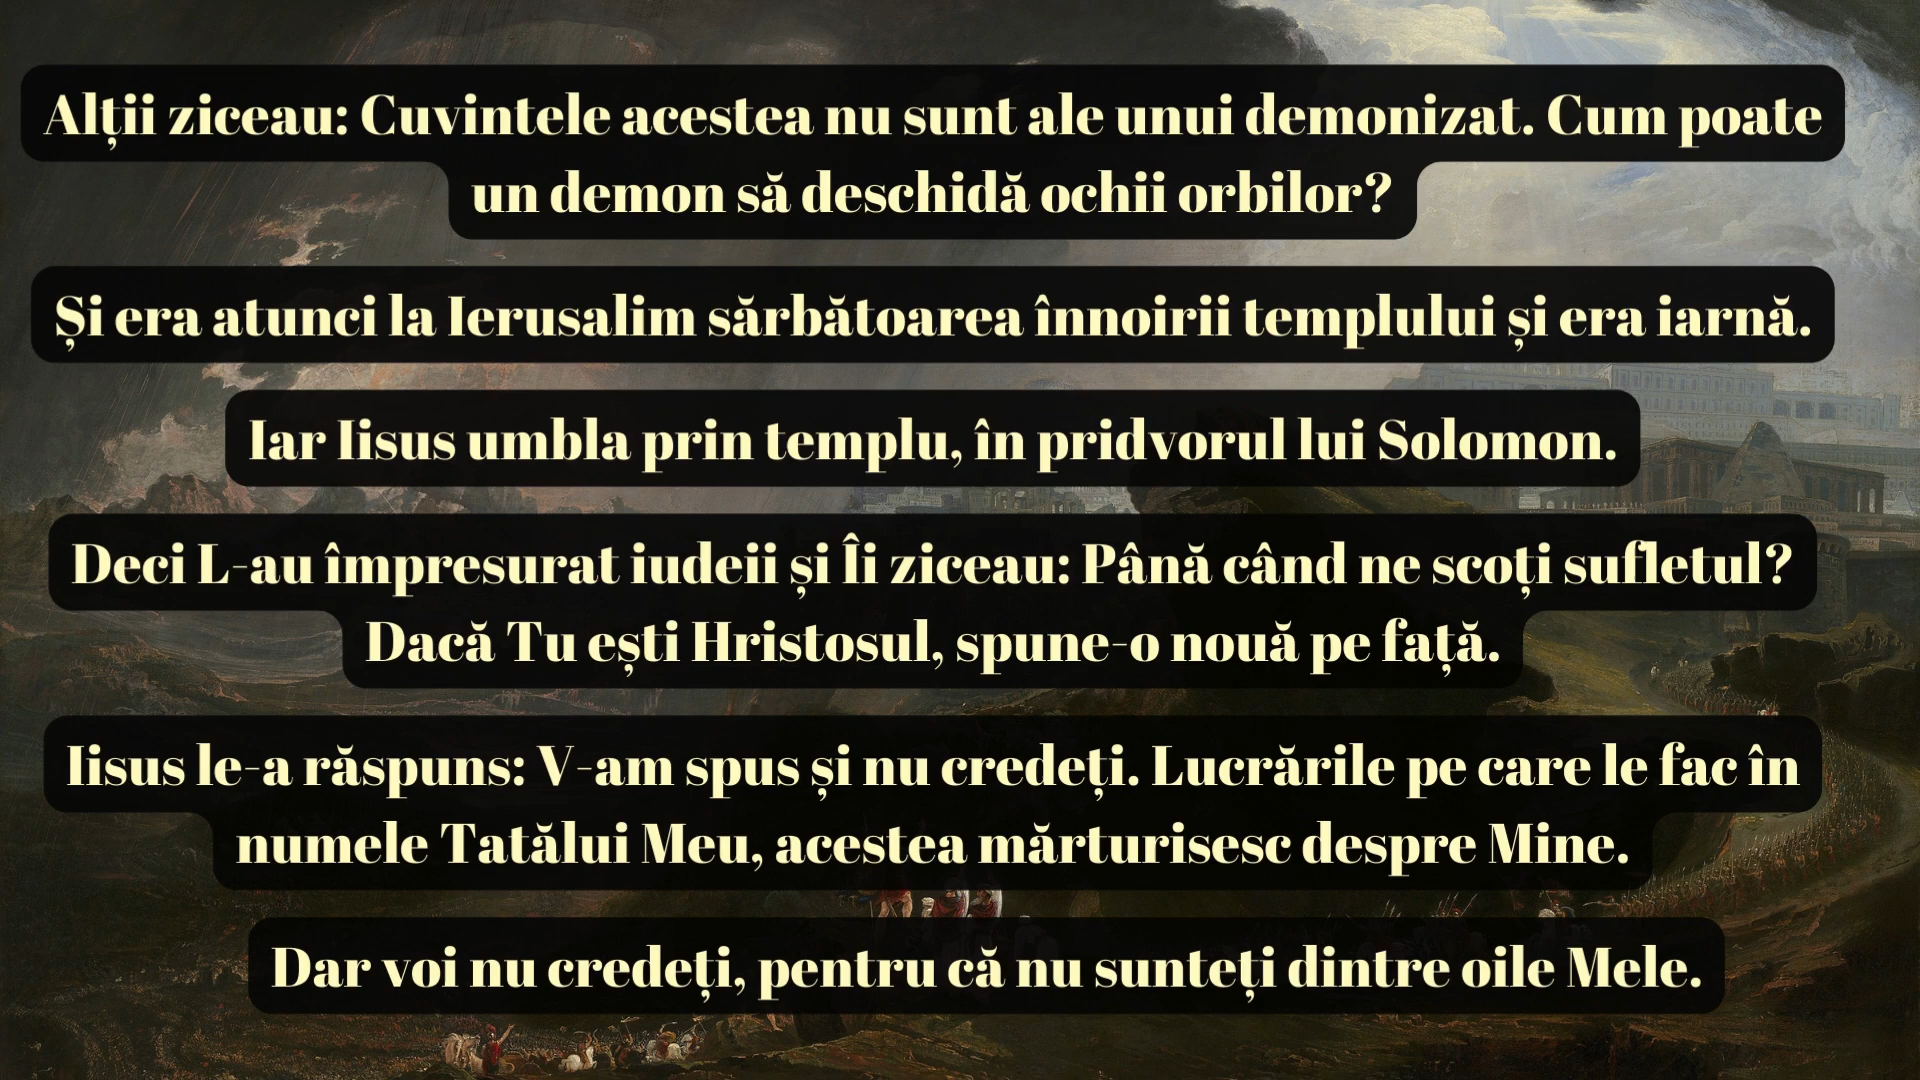 Alții ziceau: Cuvintele acestea nu sunt ale unui demonizat. Cum poate
un demon să deschidă ochii orbilor?
Și era atunci la Ierusalim sărbătoarea înnoirii templului și era iarnă.
Iar Iisus umbla prin templu, în pridvorul lui Solomon.
Deci L-au împresurat iudeii și Îi ziceau: Până când ne scoți sufletul?
Dacă Tu ești Hristosul, spune-o nouă pe față.
Iisus le-a răspuns: V-am spus și nu credeți. Lucrările pe care le fac în
numele Tatălui Meu, acestea mărturisesc despre Mine.
Dar voi nu credeți, pentru că nu sunteți dintre oile Mele.